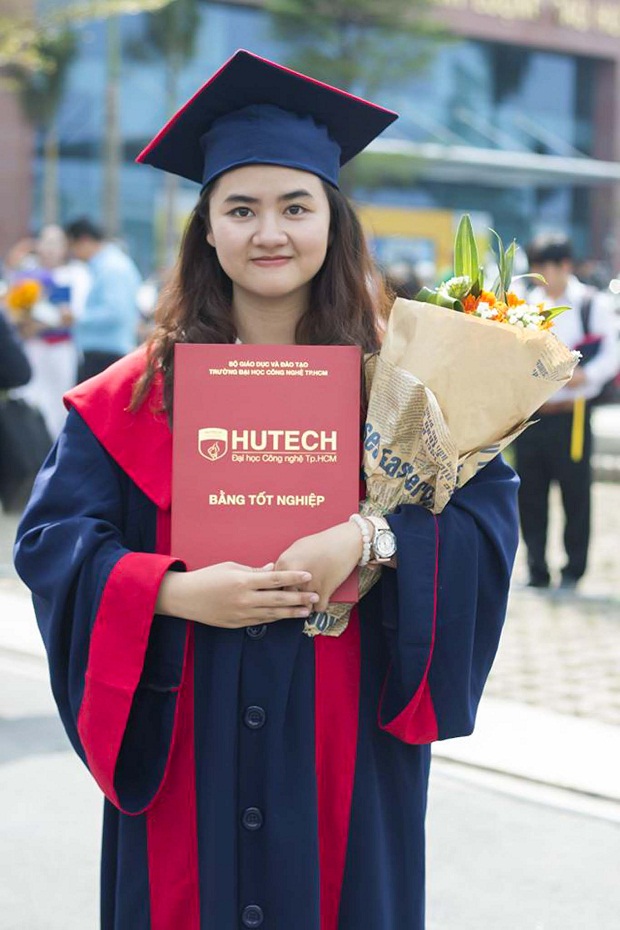 BỘ GIÁO DỤC VÀ ĐÀO TẠO
TRƯỜNG ĐẠI HỌC CÔNG NGHỆ TP.HCM
HUTECH
Đại học Công nghệ Tp.HCM
BẰNG TỐT NGHIỆP